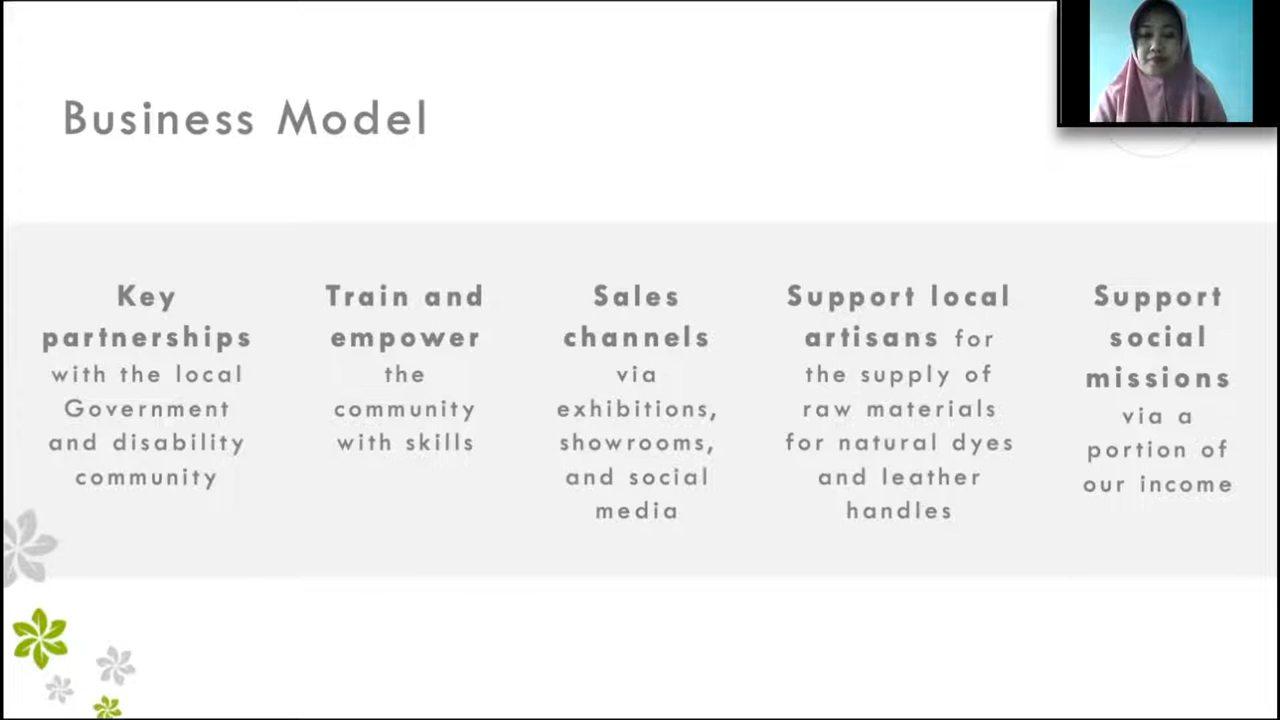 Business Model
Key
partnerships
with the local
Government
and disability
community
Train and
empower
the
community
with skills
Sales
channels
via
exhibitions,
showrooms,
and social
media
Support local
artisans for
the supply of
raw materials
for natural dyes
and leather
handles
Support
social
missions
via a
portion of
our income